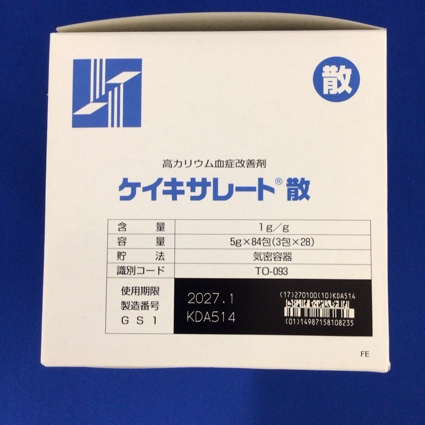 散
高カリウム血症改善剤
ケイキサレート®散
含量 1g/g
容量 5g×84包(3包×28)
貯法 気密容器
識別コード TO-093
使用期限 2027.1
製造番号 KDA514
GS1
(17)270100(10)KDA514
(01)14987158108235
FE